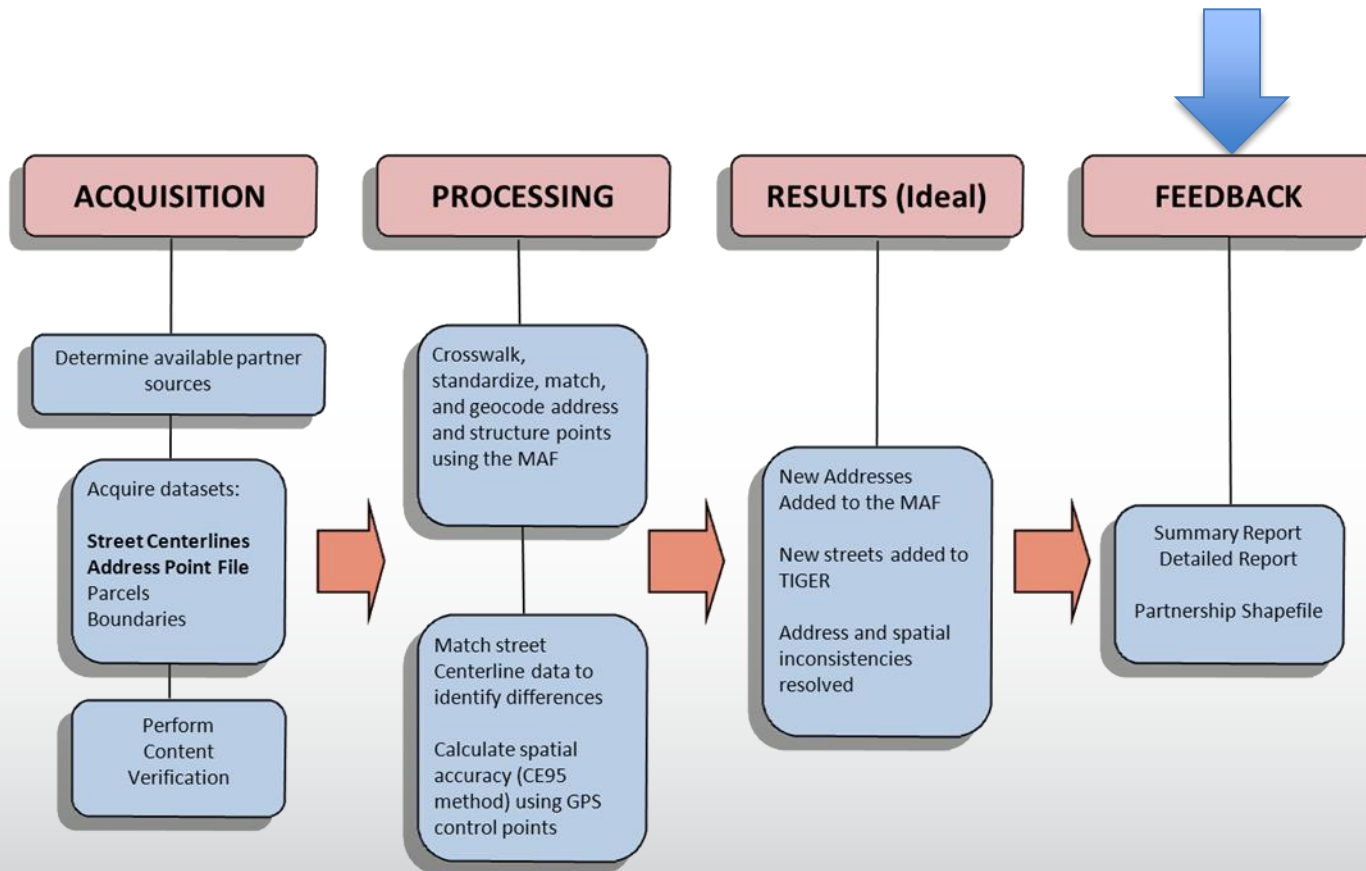 ACQUISITION
Determine available partner
sources
Acquire datasets:
Street Centerlines
Address Point File
Parcels
Boundaries
Perform
Content
Verification
PROCESSING
Crosswalk,
standardize, match,
and geocode address
and structure points
using the MAF
Match street
Centerline data to
identify differences
Calculate spatial
accuracy (CE95
method) using GPS
control points
RESULTS (Ideal)
New Addresses
Added to the MAF
New streets added to
TIGER
Address and spatial
inconsistencies
resolved
FEEDBACK
Summary Report
Detailed Report
Partnership Shapefile